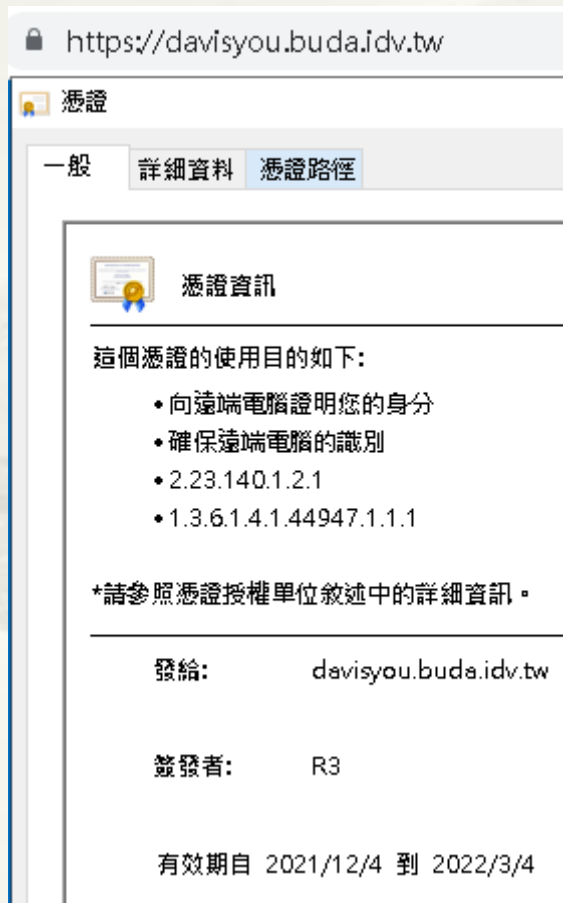 https://davisyou.buda.idv.tw
憑證
一般 詳細資料 憑證路徑
憑證資訊
這個憑證的使用目的如下:
•向遠端電腦證明您的身分
•確保遠端電腦的識別
•2.23.140.1.2.1
•1.3.6.1.4.1.44947.1.1.1
*請參照憑證授權單位敘述中的詳細資訊。
發給: davisyou.buda.idv.tw
簽發者: R3
有效期自 2021/12/4 到 2022/3/4